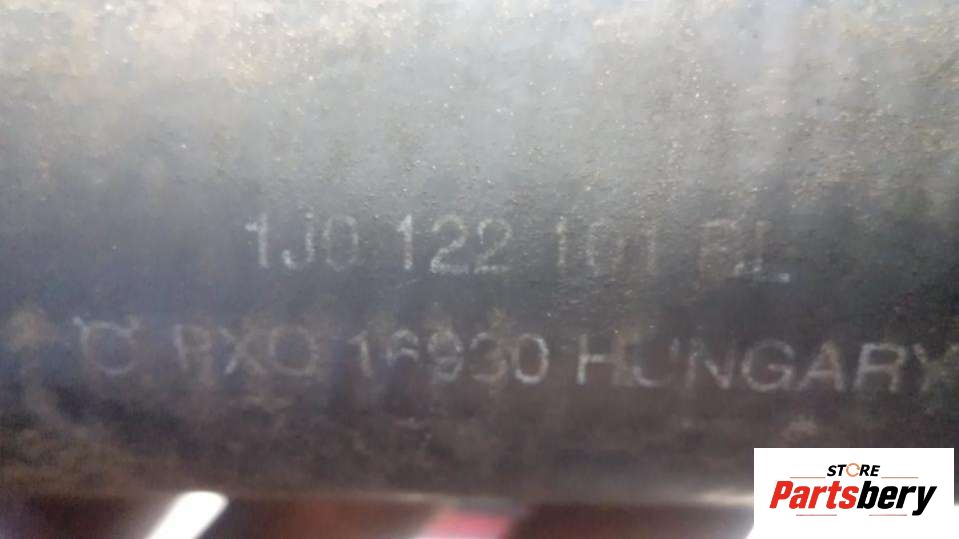 1J0 122 101 BL
RXO 16930 HUNGARY
STORE
Partsbery